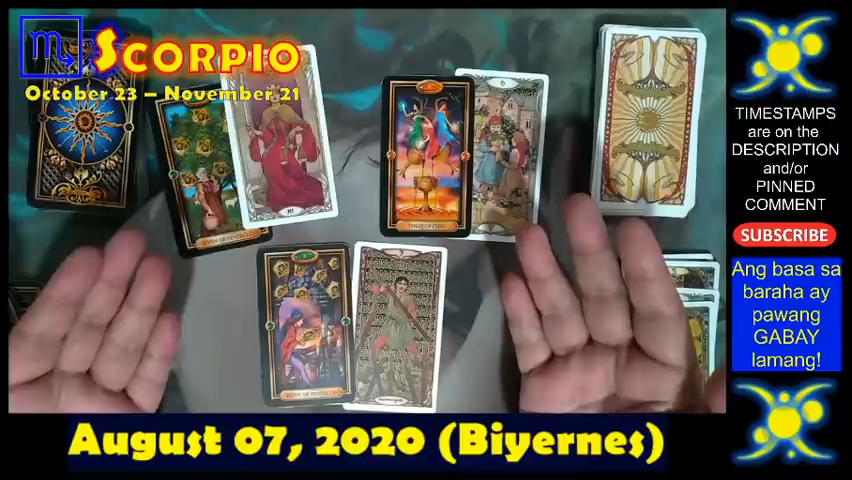 SCORPIO
October 23 – November 21
TIMESTAMPS
are on the
DESCRIPTION
and/or
PINNED
COMMENT
SUBSCRIBE
Ang basa sa
baraha ay
pawang
GABAY
lamang!
August 07, 2020 (Biyernes)